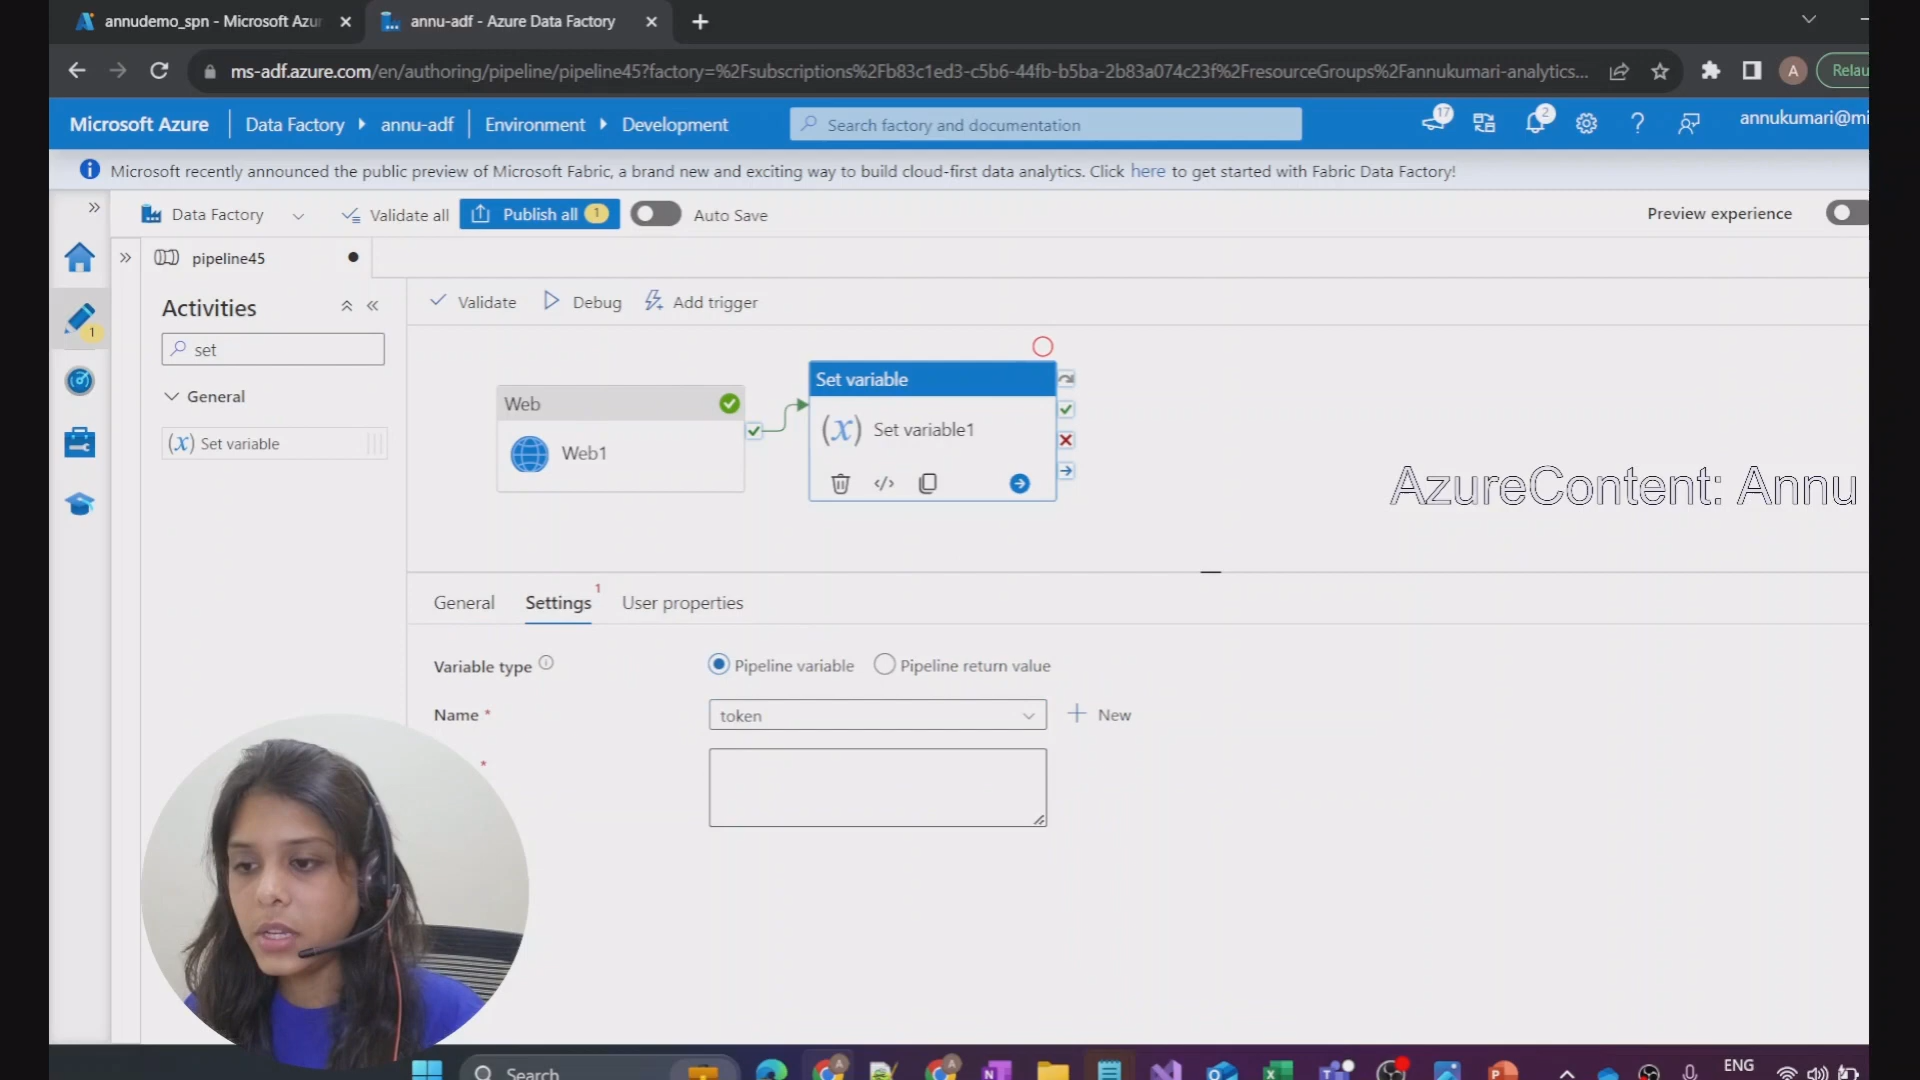 annudemo_spn - Microsoft Azur
annu-adf - Azure Data Factory
ms-adf.azure.com/en/authoring/pipeline/pipeline45?factory=%2Fsubscriptions%2Fb83c1ed3-c5b6-44fb-b5ba-2b83a074c23f%2FresourceGroups%2Fannukumari-analytics...
A
Relau
Microsoft Azure
Data Factory
annu-adf
Environment
Development
Search factory and documentation
17
2
annukumari@mi
Microsoft recently announced the public preview of Microsoft Fabric, a brand new and exciting way to build cloud-first data analytics. Click here to get started with Fabric Data Factory!
Data Factory
Validate all
Publish all 1
Auto Save
Preview experience
pipeline45
1
Activities
set
General
(x) Set variable
Validate
Debug
Add trigger
Web
Web1
Set variable
(x) Set variable1
AzureContent: Annu
General
Settings 1
User properties
Variable type
Pipeline variable
Pipeline return value
Name *
token
New
*
Search
ENG